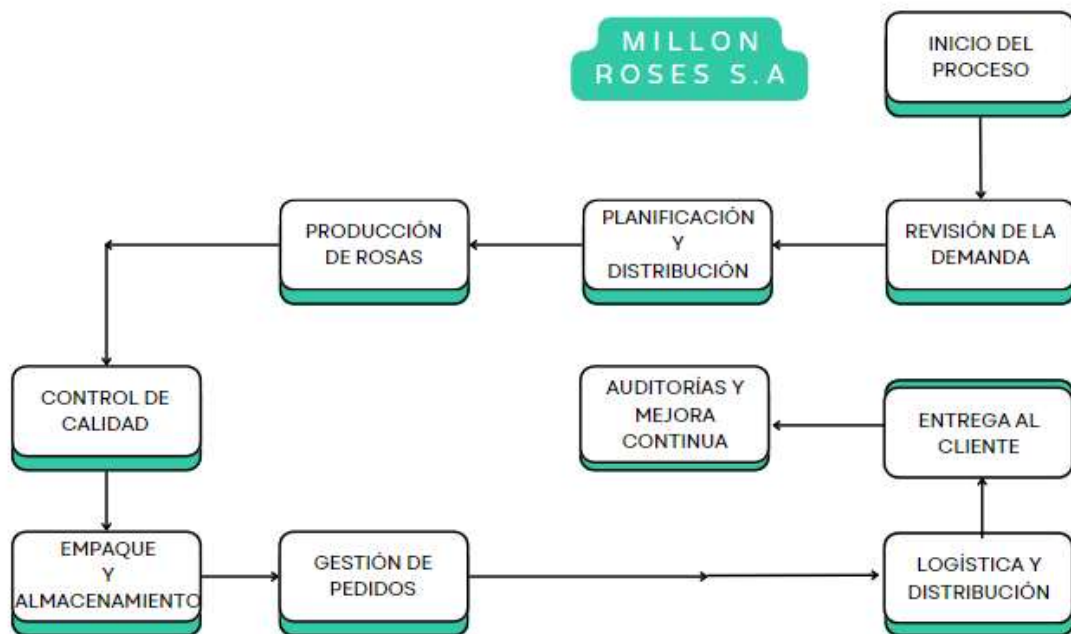 MILLON
ROSES S.A
INICIO DEL
PROCESO
REVISIÓN DE LA
DEMANDA
PLANIFICACIÓN
Y
DISTRIBUCIÓN
PRODUCCIÓN
DE ROSAS
CONTROL DE
CALIDAD
EMPAQUE
Y
ALMACENAMIENTO
GESTIÓN DE
PEDIDOS
LOGÍSTICA Y
DISTRIBUCIÓN
ENTREGA AL
CLIENTE
AUDITORÍAS Y
MEJORA
CONTINUA